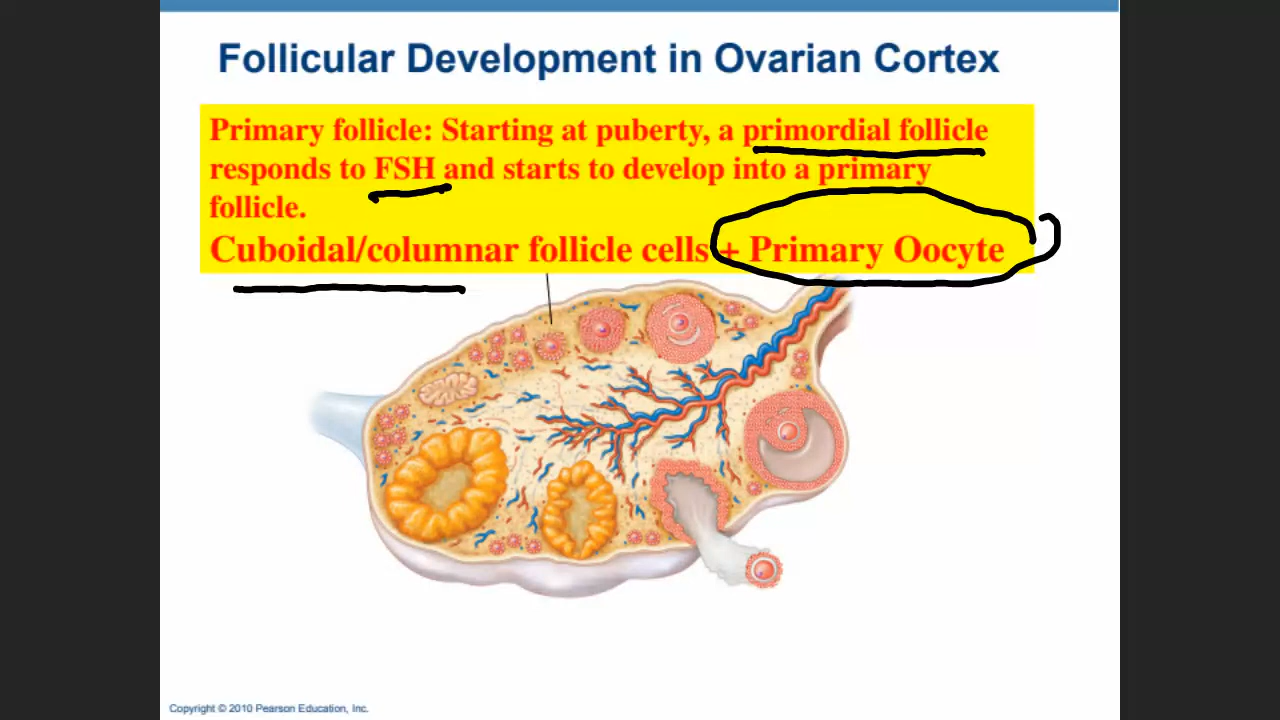 Follicular Development in Ovarian Cortex
Primary follicle: Starting at puberty, a primordial follicle
responds to FSH and starts to develop into a primary
follicle.
Cuboidal/columnar follicle cells + Primary Oocyte
Copyright © 2010 Pearson Education, Inc.